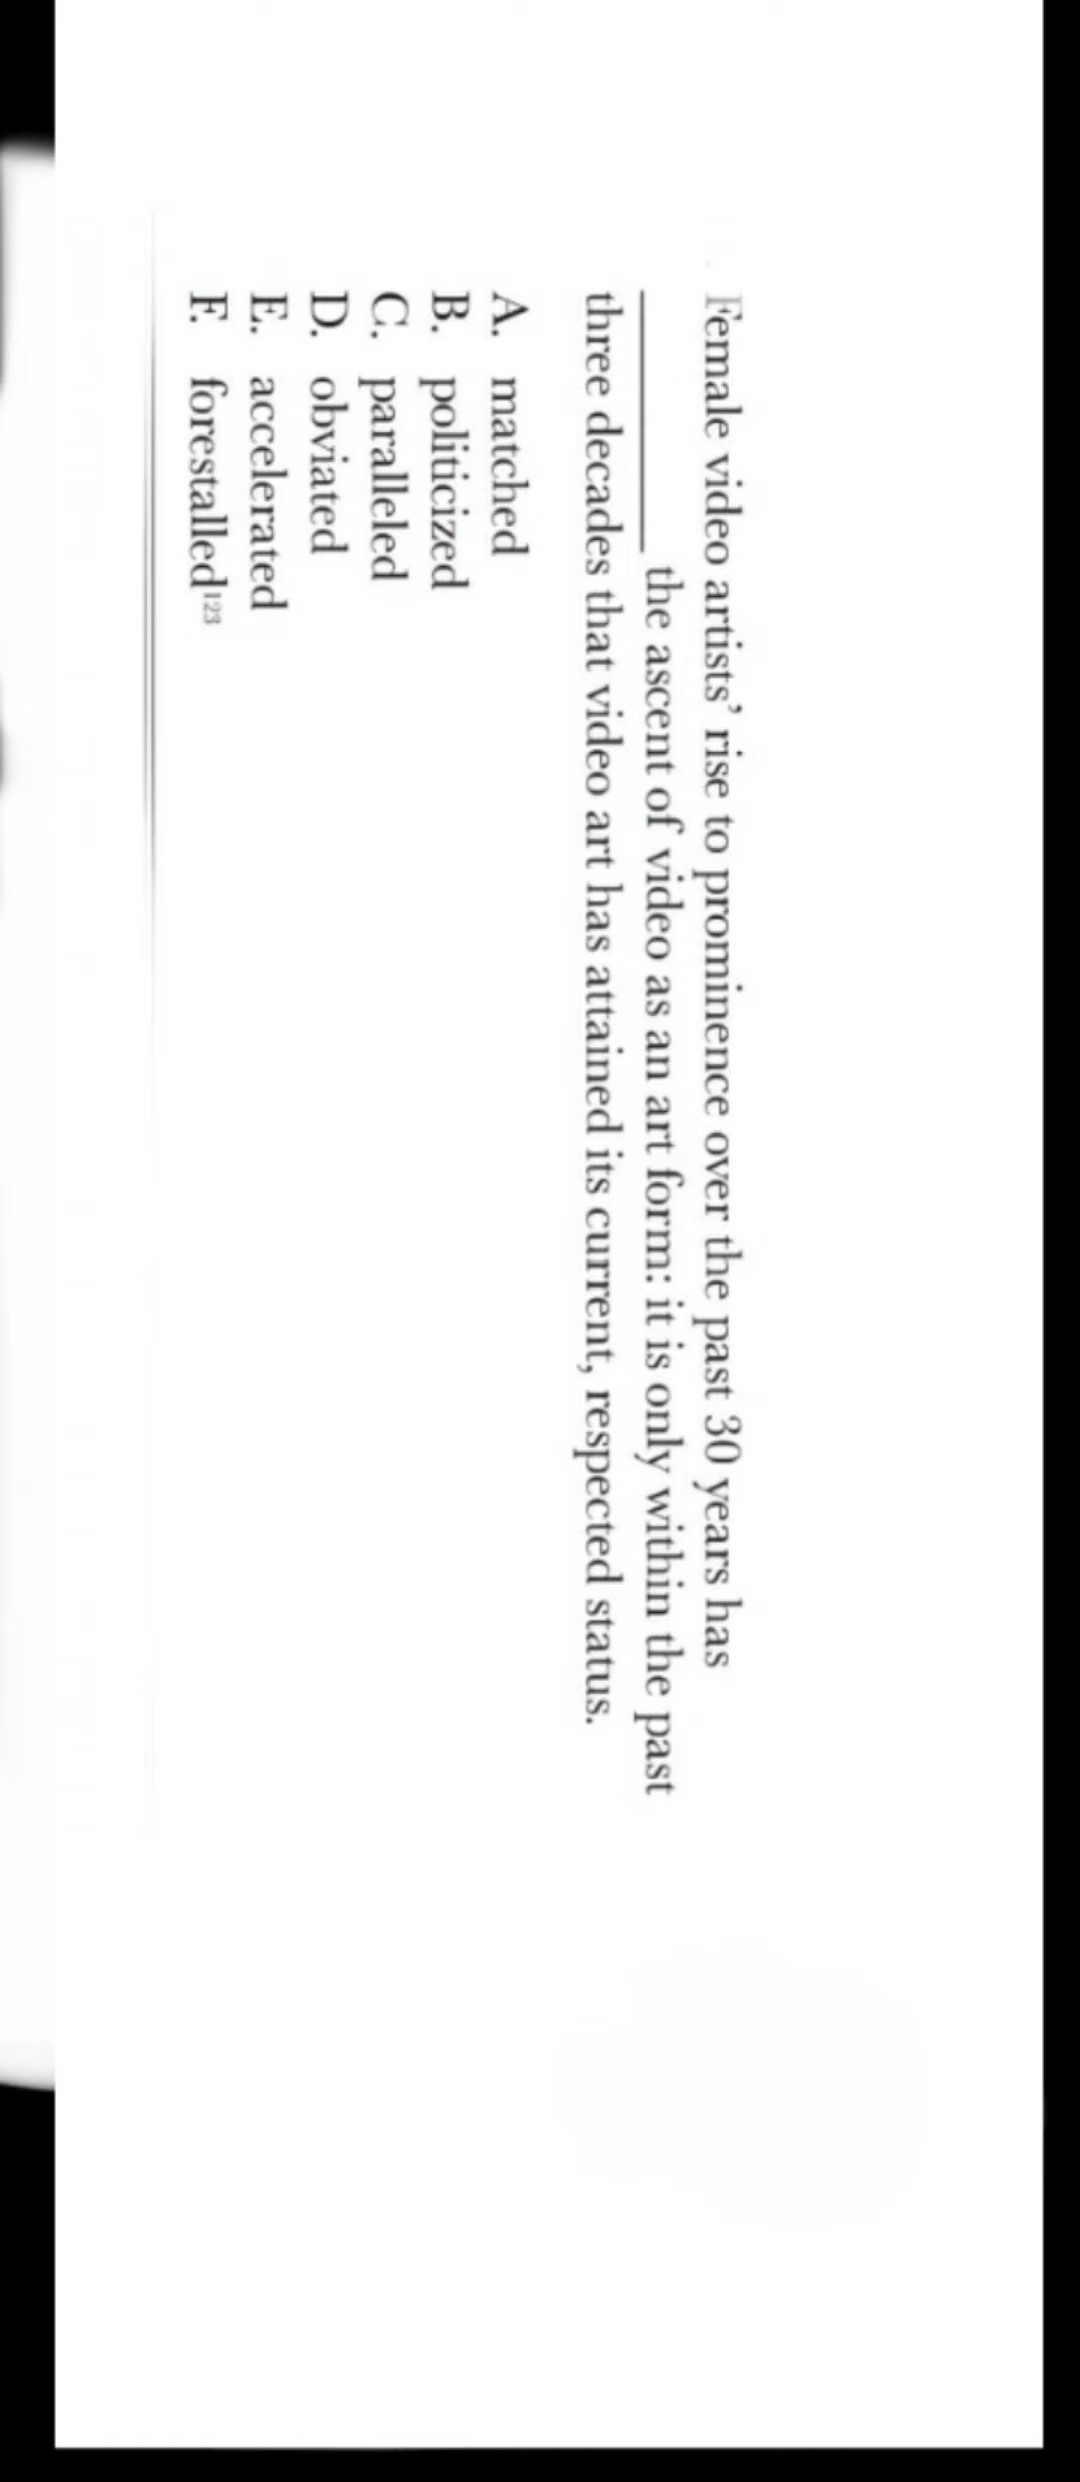 Female video artists’ rise to prominence over the past 30 years has
__________ the ascent of video as an art form: it is only within the past
three decades that video art has attained its current, respected status.
A. matched
B. politicized
C. paralleled
D. obviated
E. accelerated
F. forestalled¹²³